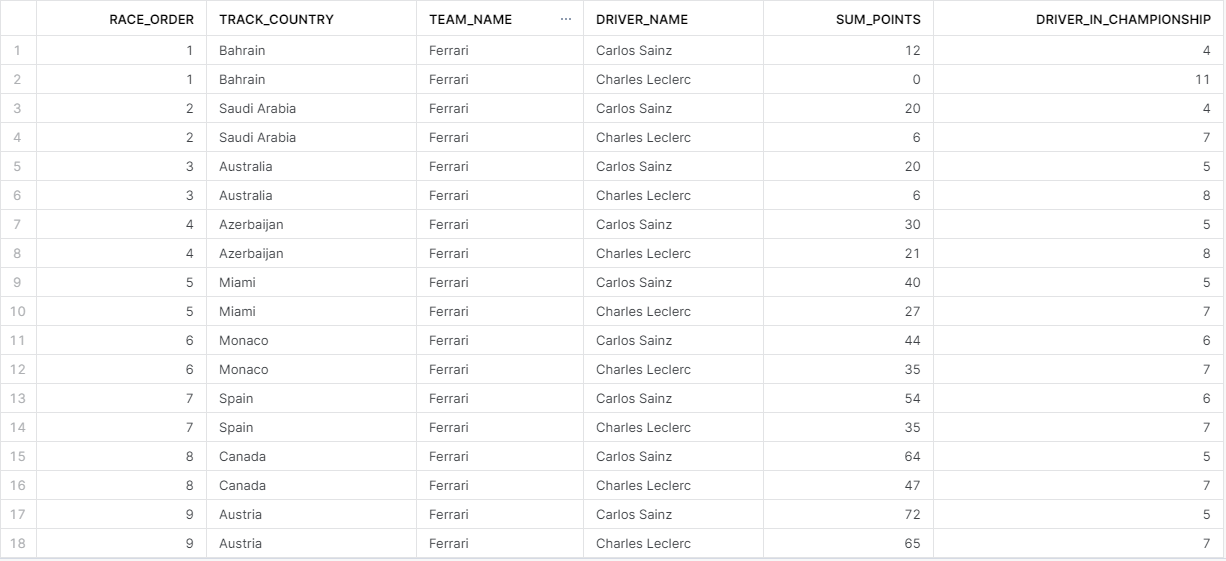 RACE_ORDER TRACK_COUNTRY TEAM_NAME ... DRIVER_NAME SUM_POINTS DRIVER_IN_CHAMPIONSHIP
1 1 Bahrain Ferrari Carlos Sainz 12 4
2 1 Bahrain Ferrari Charles Leclerc 0 11
3 2 Saudi Arabia Ferrari Carlos Sainz 20 4
4 2 Saudi Arabia Ferrari Charles Leclerc 6 7
5 3 Australia Ferrari Carlos Sainz 20 5
6 3 Australia Ferrari Charles Leclerc 6 8
7 4 Azerbaijan Ferrari Carlos Sainz 30 5
8 4 Azerbaijan Ferrari Charles Leclerc 21 8
9 5 Miami Ferrari Carlos Sainz 40 5
10 5 Miami Ferrari Charles Leclerc 27 7
11 6 Monaco Ferrari Carlos Sainz 44 6
12 6 Monaco Ferrari Charles Leclerc 35 7
13 7 Spain Ferrari Carlos Sainz 54 6
14 7 Spain Ferrari Charles Leclerc 35 7
15 8 Canada Ferrari Carlos Sainz 64 5
16 8 Canada Ferrari Charles Leclerc 47 7
17 9 Austria Ferrari Carlos Sainz 72 5
18 9 Austria Ferrari Charles Leclerc 65 7